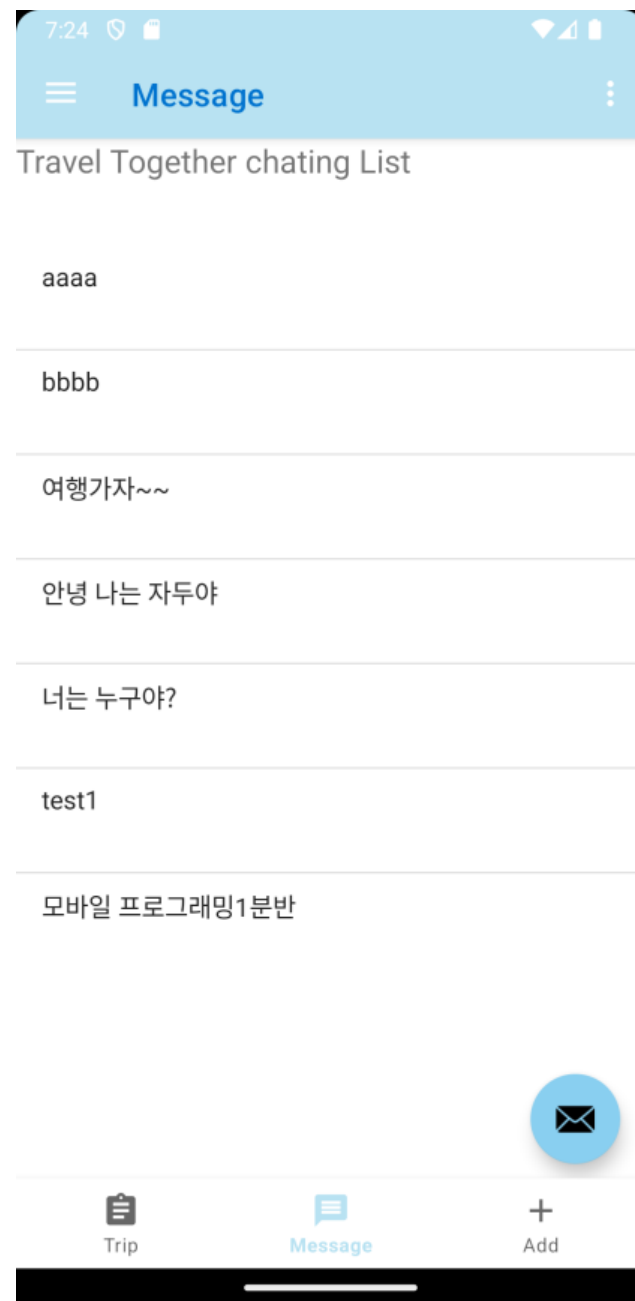 7:24
Message
Travel Together chating List
aaaa
bbbb
여행가자~~
안녕 나는 자두야
너는 누구야?
test1
모바일 프로그래밍1분반
Trip
Message
Add